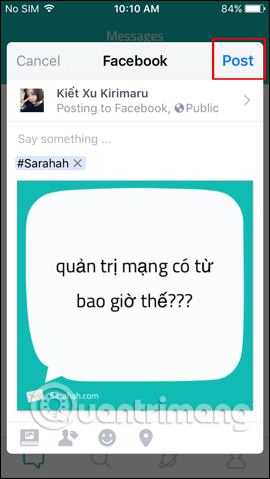 No SIM 10:10 AM 84%
Messages
Cancel Facebook Post
Kiết Xu Kirimaru
Posting to Facebook, Public
Say something ...
#Sarahah ×
quản trị mạng có từ
bao giờ thế???
Sarahah.com
Quantrimang